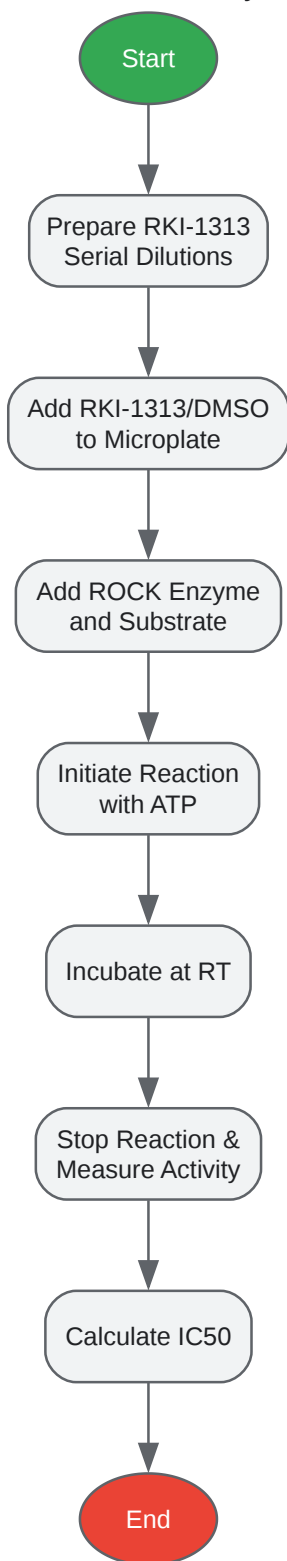 Start
Prepare RKI-1313
Serial Dilutions
Add RKI-1313/DMSO
to Microplate
Add ROCK Enzyme
and Substrate
Initiate Reaction
with ATP
Incubate at RT
Stop Reaction &
Measure Activity
Calculate IC50
End